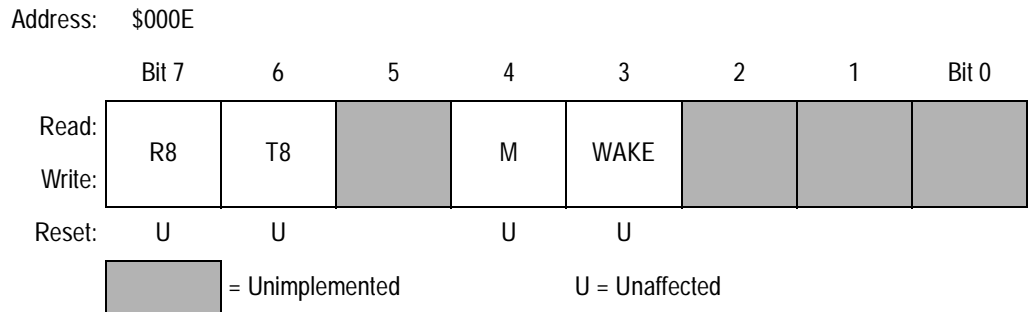 Address: $000E
Bit 7 6 5 4 3 2 1 Bit 0
Read:
R8 T8 M WAKE
Write:
Reset: U U U U
= Unimplemented U = Unaffected